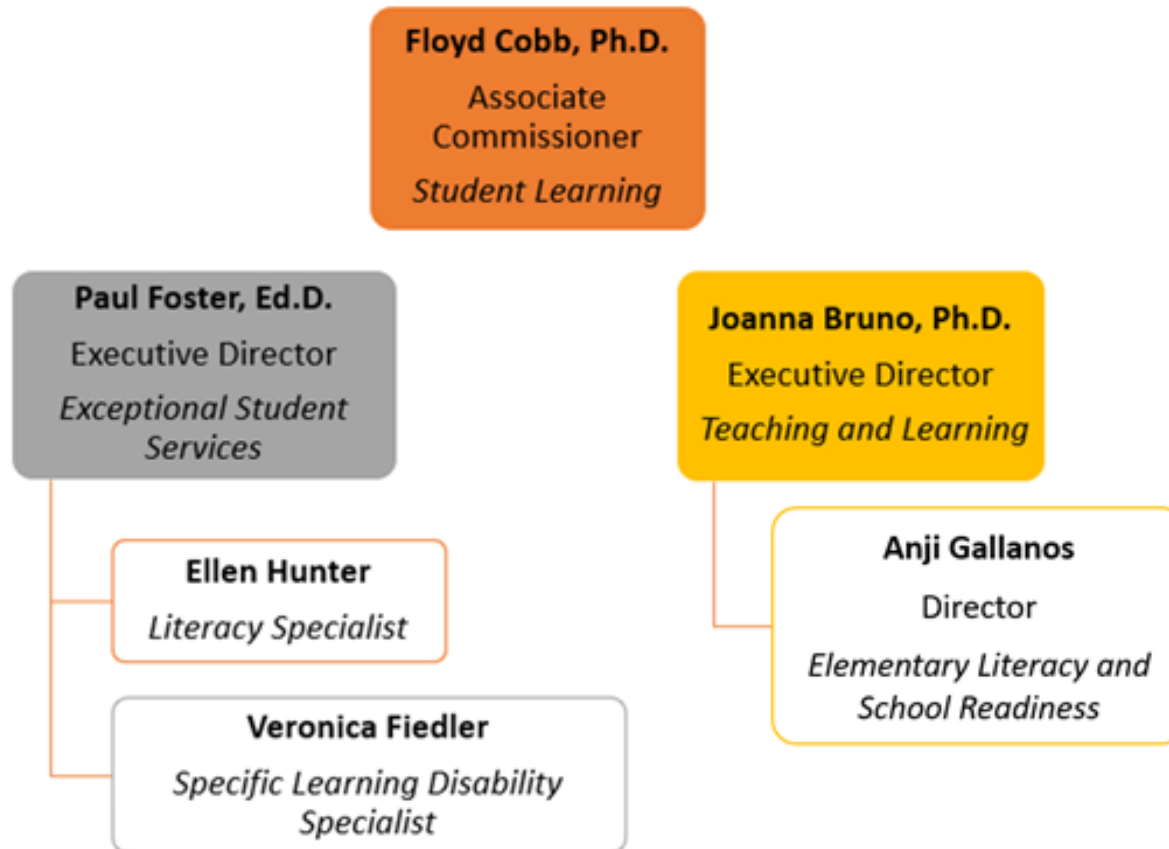 Floyd Cobb, Ph.D.
Associate
Commissioner
Student Learning
Paul Foster, Ed.D.
Executive Director
Exceptional Student
Services
Joanna Bruno, Ph.D.
Executive Director
Teaching and Learning
Ellen Hunter
Literacy Specialist
Veronica Fiedler
Specific Learning Disability
Specialist
Anji Gallanos
Director
Elementary Literacy and
School Readiness